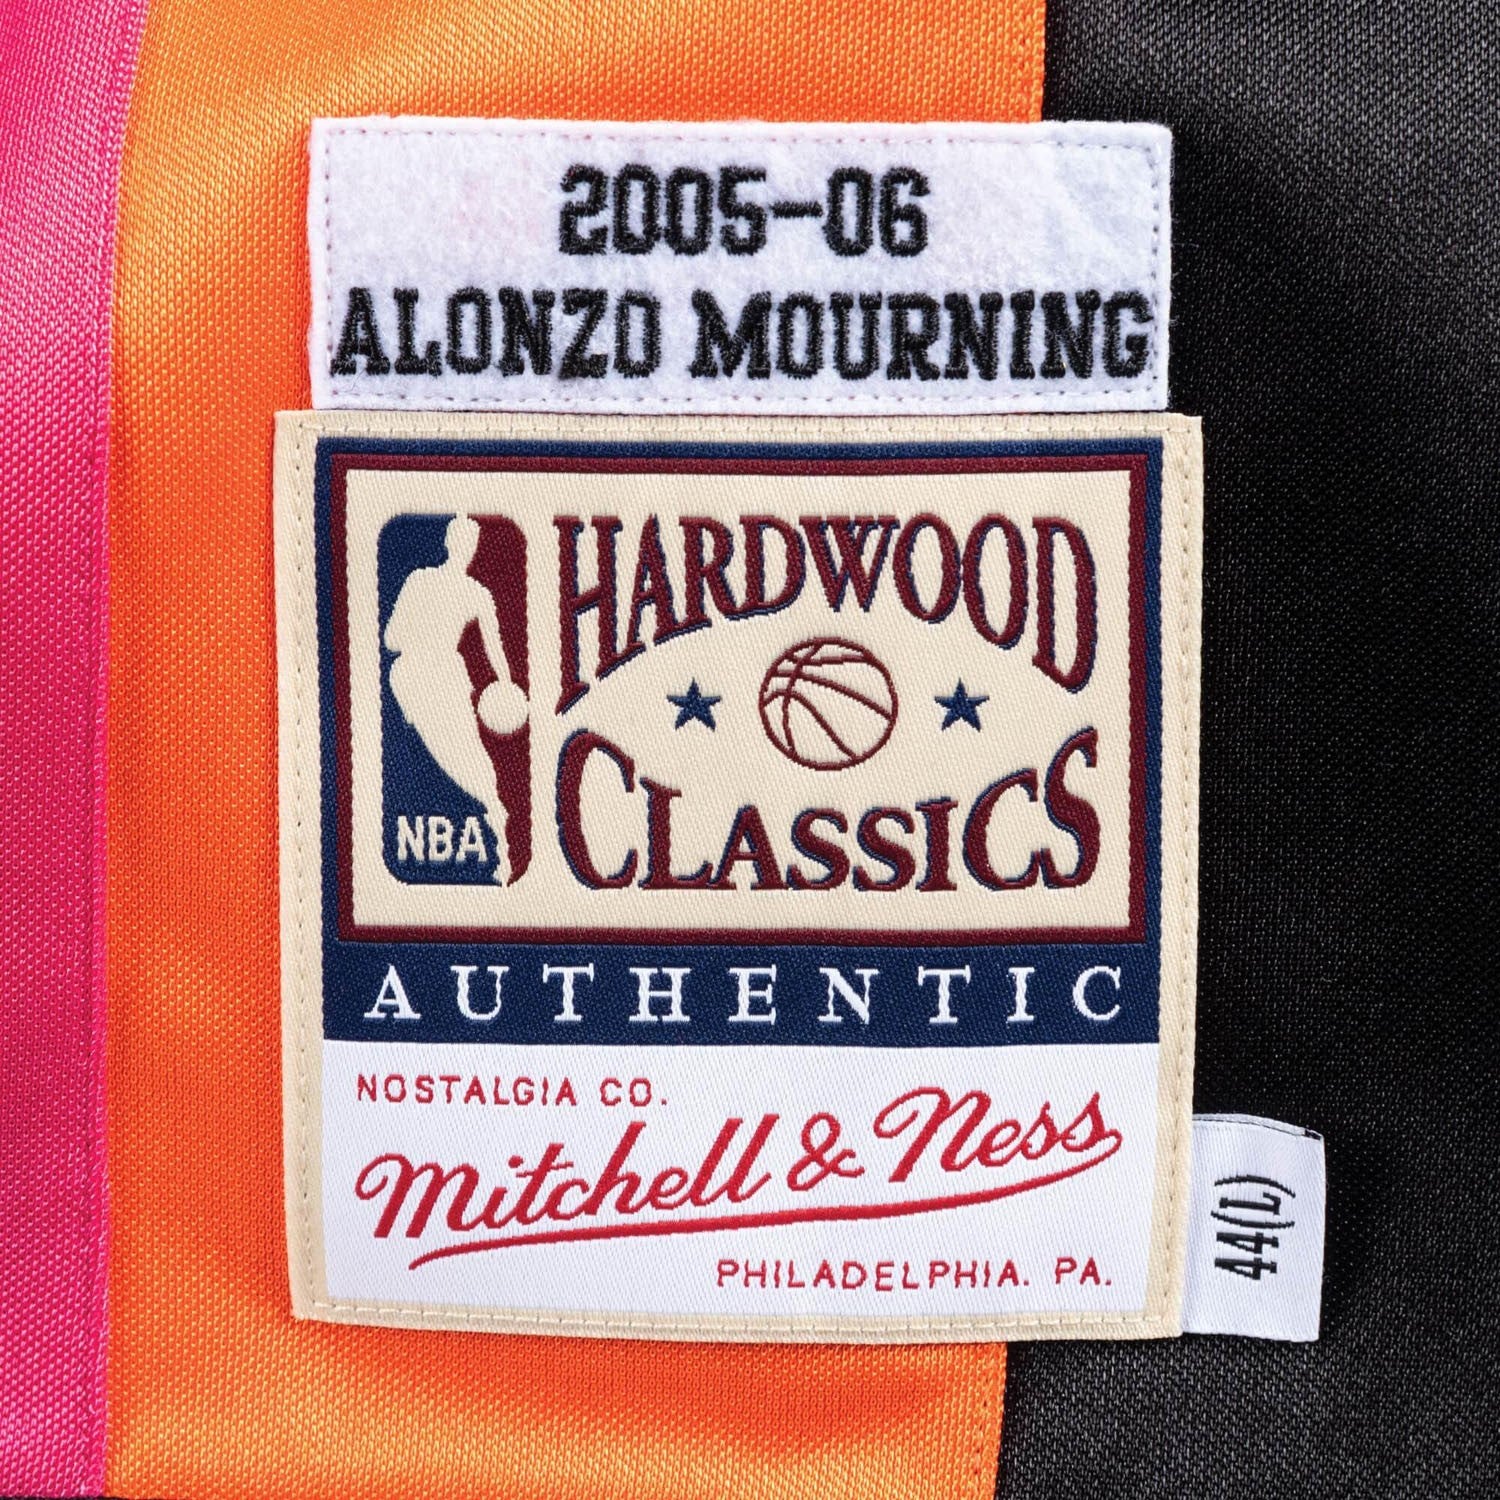 2005-06
ALONZO MOURNING
HARDWOOD
CLASSICS
NBA
AUTHENTIC
NOSTALGIA CO.
Mitchell & Ness
PHILADELPHIA. PA.
44(L)